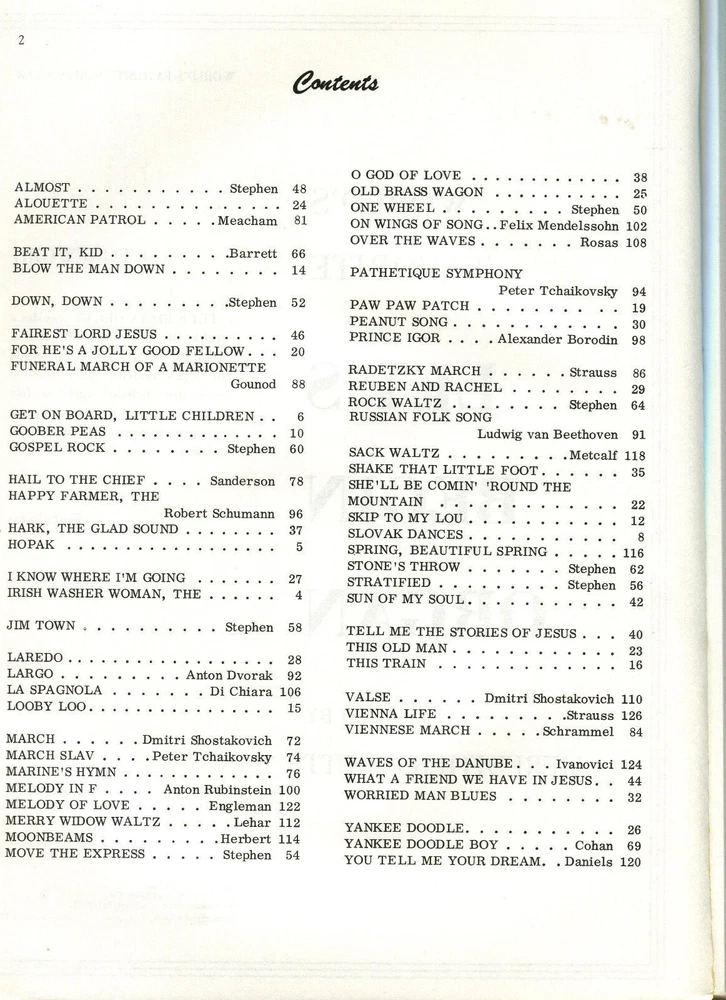 2
Contents
ALMOST . . . . . . . . . . . Stephen 48
ALOUETTE . . . . . . . . . . . . . . 24
AMERICAN PATROL . . . . . Meacham 81
BEAT IT, KID . . . . . . . . .Barrett 66
BLOW THE MAN DOWN . . . . . . . . 14
DOWN, DOWN . . . . . . . . .Stephen 52
FAIREST LORD JESUS . . . . . . . . . 46
FOR HE'S A JOLLY GOOD FELLOW. . . 20
FUNERAL MARCH OF A MARIONETTE
Gounod 88
GET ON BOARD, LITTLE CHILDREN . . 6
GOOBER PEAS . . . . . . . . . . . . 10
GOSPEL ROCK . . . . . . . . Stephen 60
HAIL TO THE CHIEF . . . . Sanderson 78
HAPPY FARMER, THE
Robert Schumann 96
HARK, THE GLAD SOUND . . . . . . . . 37
HOPAK . . . . . . . . . . . . . . . . . 5
I KNOW WHERE I'M GOING . . . . . . . 27
IRISH WASHER WOMAN, THE . . . . . . 4
JIM TOWN . . . . . . . . . . Stephen 58
LAREDO . . . . . . . . . . . . . . . . . 28
LARGO . . . . . . . . . Anton Dvorak 92
LA SPAGNOLA . . . . . . . Di Chiara 106
LOOBY LOO. . . . . . . . . . . . . . . . 15
MARCH . . . . . . Dmitri Shostakovich 72
MARCH SLAV . . . .Peter Tchaikovsky 74
MARINE'S HYMN . . . . . . . . . . . . 76
MELODY IN F . . . . Anton Rubinstein 100
MELODY OF LOVE . . . . . Engleman 122
MERRY WIDOW WALTZ . . . . .Lehar 112
MOONBEAMS . . . . . . . .Herbert 114
MOVE THE EXPRESS . . . . . Stephen 54
O GOD OF LOVE . . . . . . . . . . . . . 38
OLD BRASS WAGON . . . . . . . . . . 25
ONE WHEEL . . . . . . . . . Stephen 50
ON WINGS OF SONG . . Felix Mendelssohn 102
OVER THE WAVES . . . . . . . Rosas 108
PATHETIQUE SYMPHONY
Peter Tchaikovsky 94
PAW PAW PATCH . . . . . . . . . . 19
PEANUT SONG . . . . . . . . . . . . . 30
PRINCE IGOR . . . . Alexander Borodin 98
RADETZKY MARCH . . . . . . Strauss 86
REUBEN AND RACHEL . . . . . . . . 29
ROCK WALTZ . . . . . . . . Stephen 64
RUSSIAN FOLK SONG
Ludwig van Beethoven 91
SACK WALTZ . . . . . . . . .Metcalf 118
SHAKE THAT LITTLE FOOT. . . . . . 35
SHE'LL BE COMIN' 'ROUND THE
MOUNTAIN . . . . . . . . . . . . . 22
SKIP TO MY LOU . . . . . . . . . . . 12
SLOVAK DANCES . . . . . . . . . . . 8
SPRING, BEAUTIFUL SPRING . . . . . 116
STONE'S THROW . . . . . . . Stephen 62
STRATIFIED . . . . . . . . . Stephen 56
SUN OF MY SOUL. . . . . . . . . . . . 42
TELL ME THE STORIES OF JESUS . . . 40
THIS OLD MAN . . . . . . . . . . . . . 23
THIS TRAIN . . . . . . . . . . . . . 16
VALSE . . . . . . Dmitri Shostakovich 110
VIENNA LIFE . . . . . . . . .Strauss 126
VIENNESE MARCH . . . . .Schrammel 84
WAVES OF THE DANUBE. . . Ivanovici 124
WHAT A FRIEND WE HAVE IN JESUS. . 44
WORRIED MAN BLUES . . . . . . . . 32
YANKEE DOODLE. . . . . . . . . . . 26
YANKEE DOODLE BOY . . . . . Cohan 69
YOU TELL ME YOUR DREAM. . Daniels 120